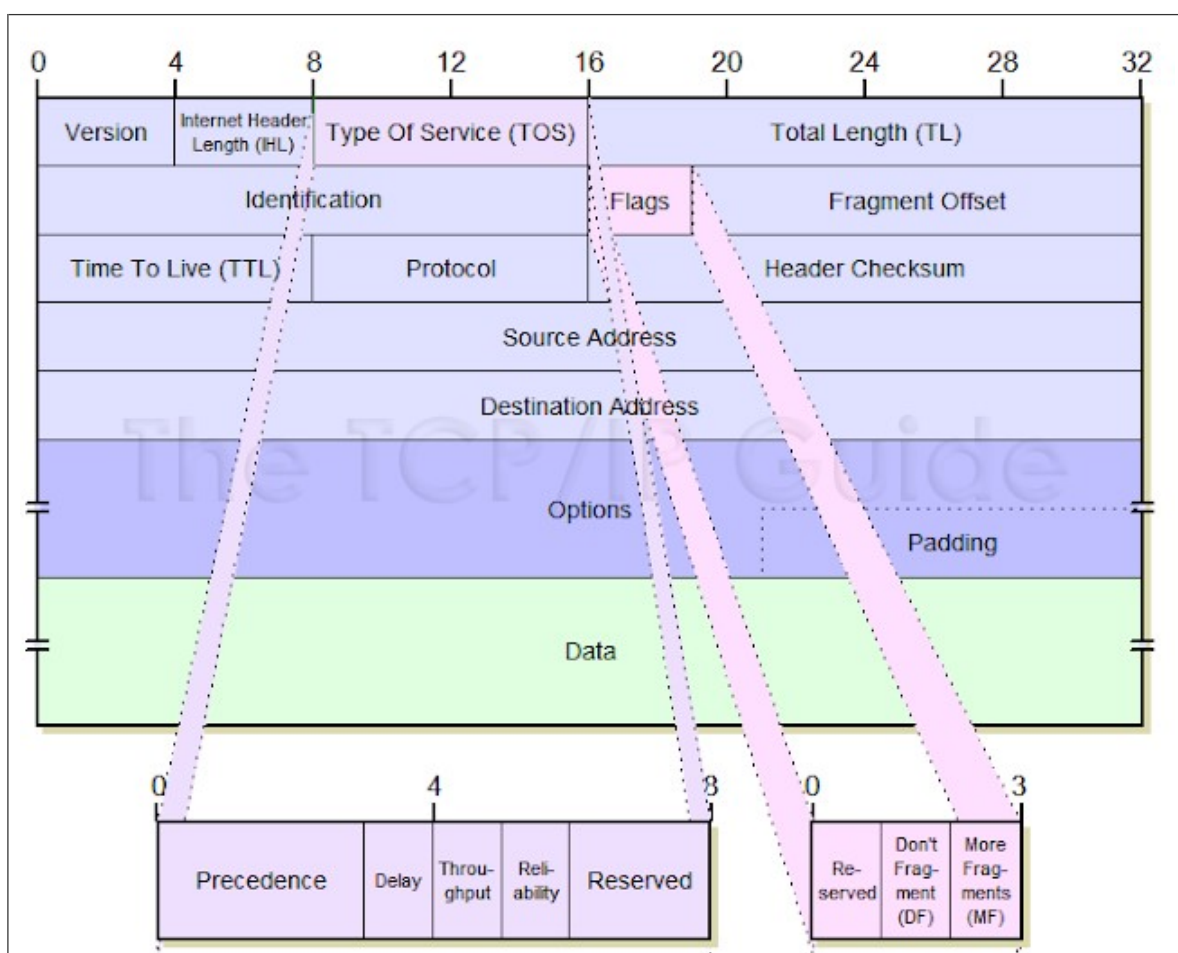 0 4 8 12 16 20 24 28 32
Version
Internet Header
Length (IHL)
Type Of Service (TOS)
Total Length (TL)
Identification
Flags
Fragment Offset
Time To Live (TTL)
Protocol
Header Checksum
Source Address
Destination Address
The TCP/IP Guide
Options
Padding
Data
0 4 8
0 3
Precedence
Delay
Throu-
ghput
Reli-
ability
Reserved
Re-
served
Don't
Frag-
ment
(DF)
More
Frag-
ments
(MF)